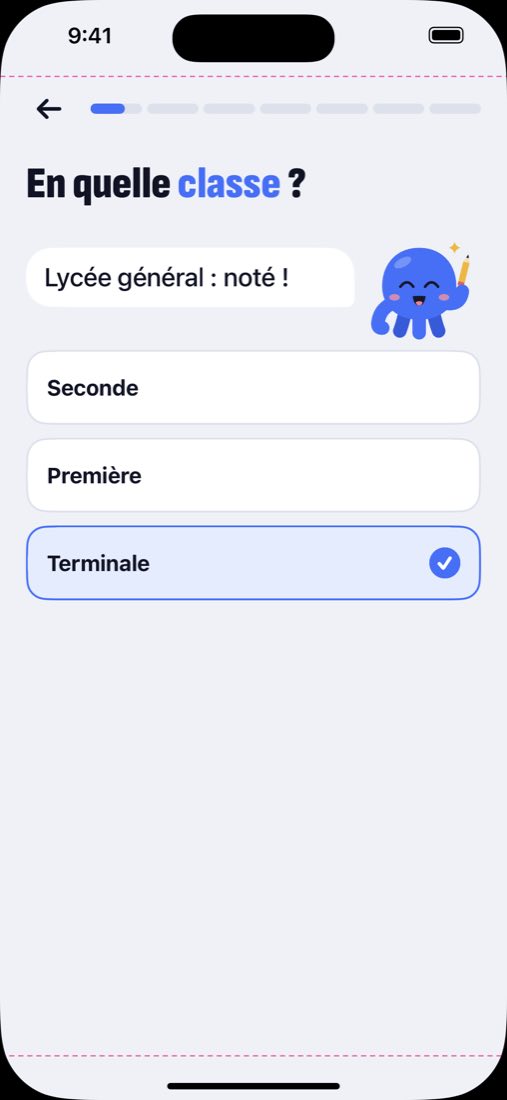 9:41
En quelle classe ?
Lycée général : noté !
Seconde
Première
Terminale